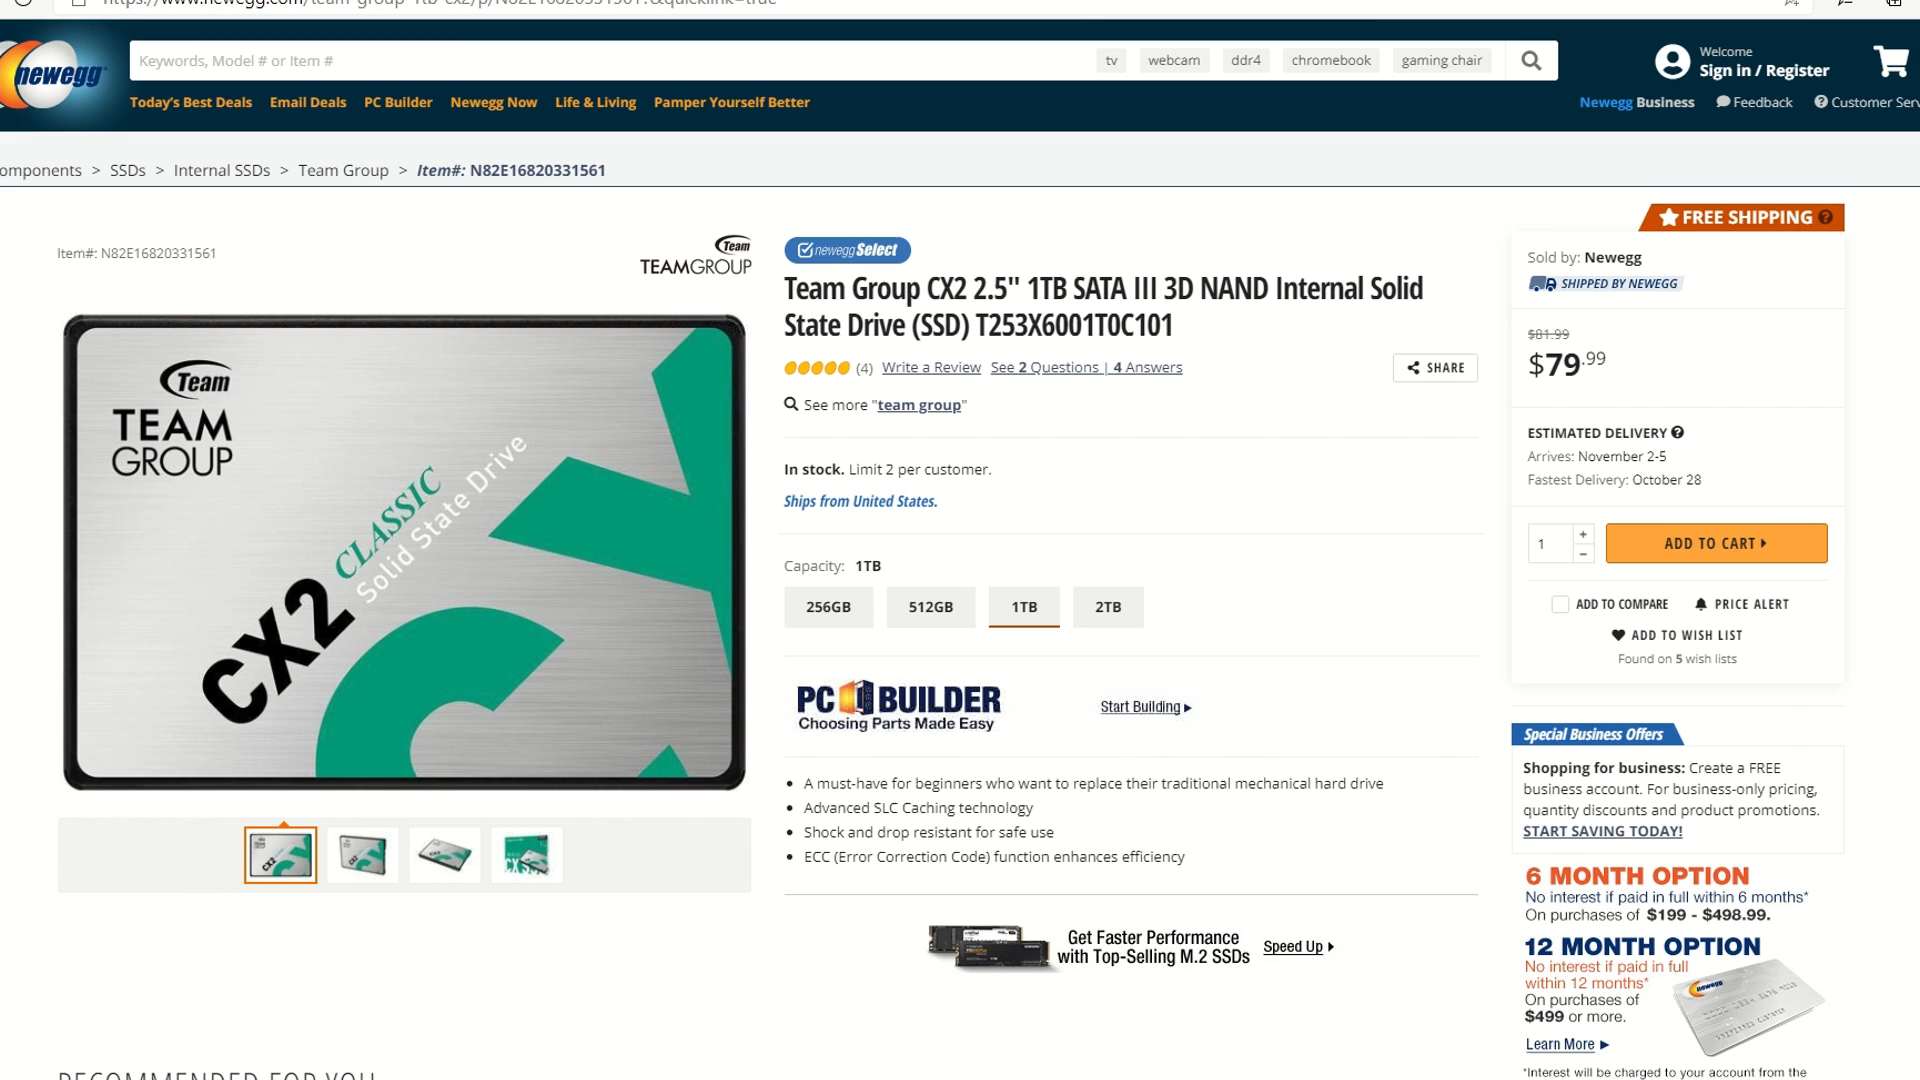 newegg
Keywords, Model # or Item #
tv
webcam
ddr4
chromebook
gaming chair
Welcome
Sign in / Register
Today's Best Deals
Email Deals
PC Builder
Newegg Now
Life & Living
Pamper Yourself Better
Newegg Business
Feedback
Customer Serv
omponents > SSDs > Internal SSDs > Team Group > Item#: N82E16820331561
FREE SHIPPING
Item#: N82E16820331561
Team
TEAMGROUP
Team
TEAM
GROUP
CX2
CLASSIC
Solid State Drive
newegg Select
Team Group CX2 2.5" 1TB SATA III 3D NAND Internal Solid
State Drive (SSD) T253X6001T0C101
(4) Write a Review See 2 Questions | 4 Answers
SHARE
See more "team group"
In stock. Limit 2 per customer.
Ships from United States.
Capacity: 1TB
256GB
512GB
1TB
2TB
PC BUILDER
Choosing Parts Made Easy
Start Building
A must-have for beginners who want to replace their traditional mechanical hard drive
Advanced SLC Caching technology
Shock and drop resistant for safe use
ECC (Error Correction Code) function enhances efficiency
Get Faster Performance
with Top-Selling M.2 SSDs
Speed Up
Sold by: Newegg
SHIPPED BY NEWEGG
$81.99
$79.99
ESTIMATED DELIVERY
Arrives: November 2-5
Fastest Delivery: October 28
1
+
−
ADD TO CART
ADD TO COMPARE
PRICE ALERT
ADD TO WISH LIST
Found on 5 wish lists
Special Business Offers
Shopping for business: Create a FREE
business account. For business-only pricing,
quantity discounts and product promotions.
START SAVING TODAY!
6 MONTH OPTION
No interest if paid in full within 6 months*
On purchases of $199 - $498.99.
12 MONTH OPTION
No interest if paid in full
within 12 months*
On purchases of
$499 or more.
Learn More
newegg
*Interest will be charged to your account from the